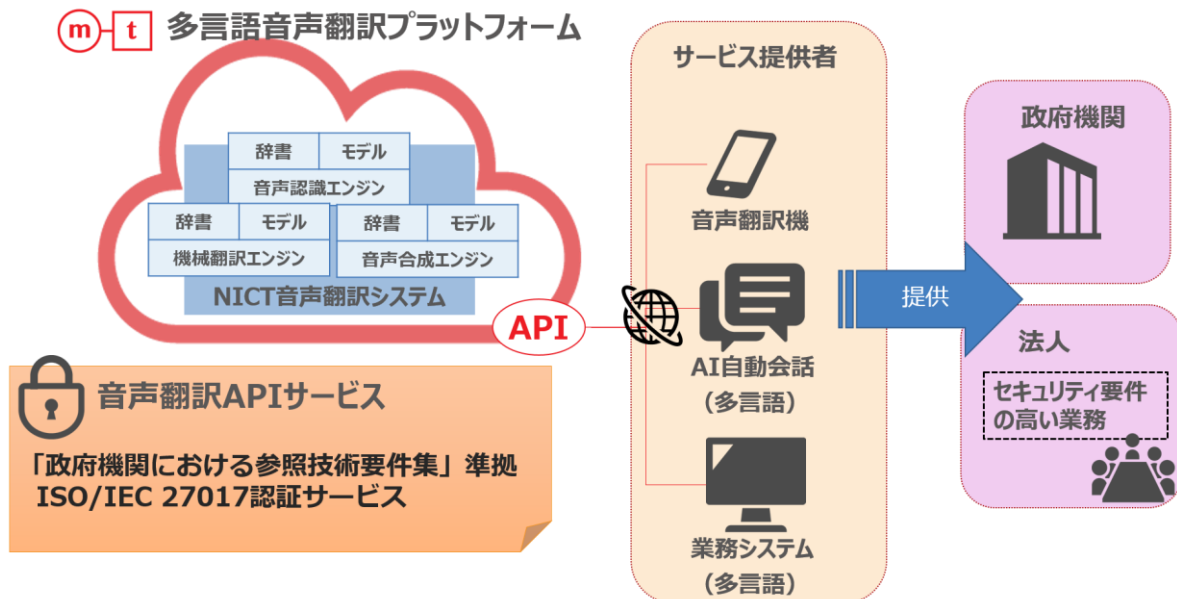 m t 多言語音声翻訳プラットフォーム
辞書 モデル
音声認識エンジン
辞書 モデル
機械翻訳エンジン
辞書 モデル
音声合成エンジン
NICT音声翻訳システム
API
音声翻訳APIサービス
「政府機関における参照技術要件集」準拠
ISO/IEC 27017認証サービス
サービス提供者
音声翻訳機
AI自動会話
（多言語）
業務システム
（多言語）
提供
政府機関
法人
セキュリティ要件
の高い業務